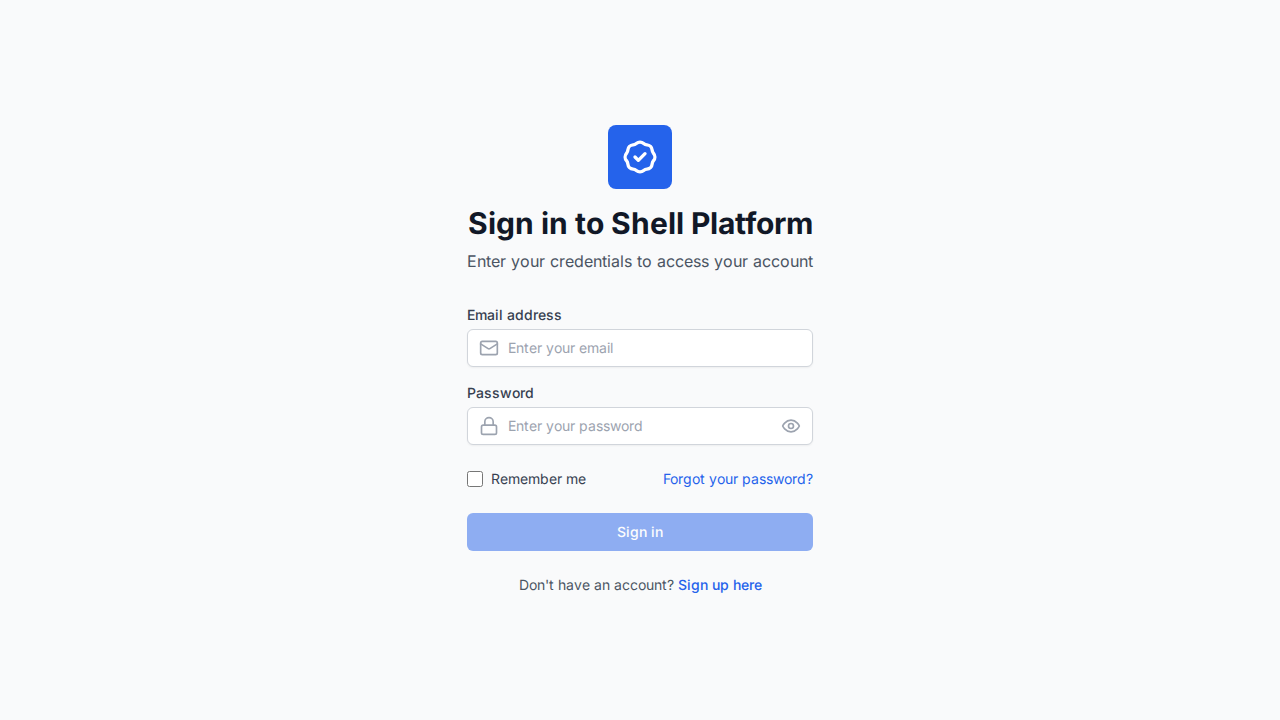 Sign in to Shell Platform
Enter your credentials to access your account
Email address
Enter your email
Password
Enter your password
Remember me
Forgot your password?
Sign in
Don't have an account? Sign up here